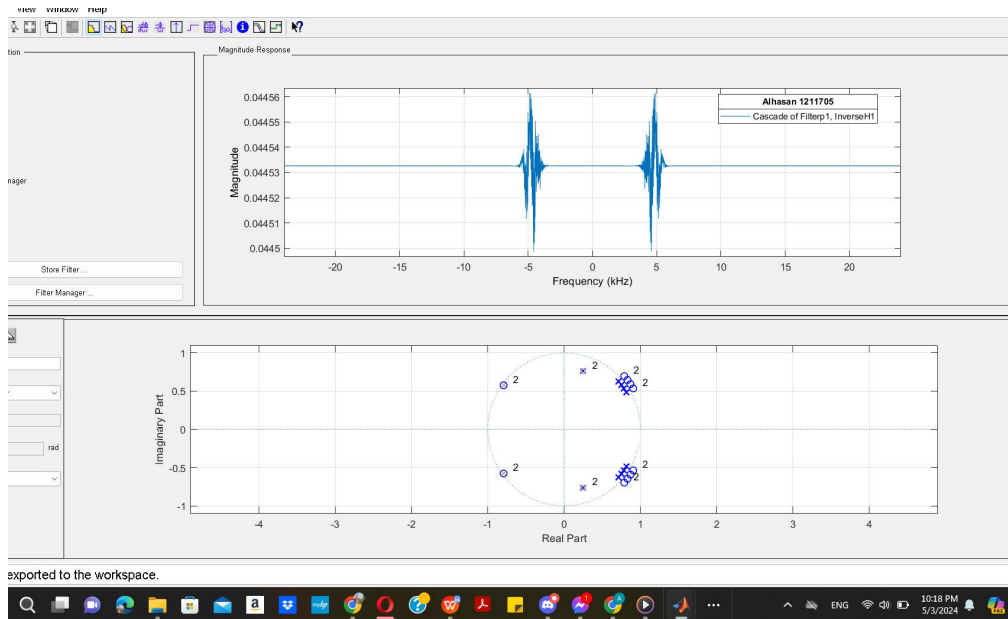 View Window Help
tion
Magnitude Response
0.04456
0.04455
0.04454
0.04453
0.04452
0.04451
0.0445
Magnitude
Alhasan 1211705
Cascade of Filterp1, InverseH1
-20 -15 -10 -5 0 5 10 15 20
Frequency (kHz)
nager
Store Filter ...
Filter Manager ...
1
0.5
0
-0.5
-1
Imaginary Part
2 2 2 2
2 2 2 2
-4 -3 -2 -1 0 1 2 3 4
Real Part
rad
exported to the workspace.
ENG
10:18 PM
5/3/2024